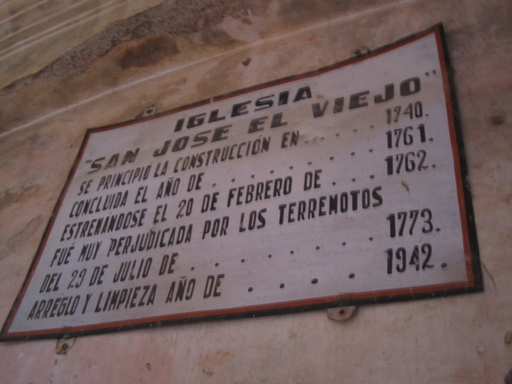 IGLESIA
"SAN JOSE EL VIEJO"
SE PRINCIPIO LA CONSTRUCCION EN . . . . . . 1740.
CONCLUIDA EL AÑO DE . . . . . . . . . 1761.
ESTRENÁNDOSE EL 20 DE FEBRERO DE . . . . 1762.
FUÉ MUY PERJUDICADA POR LOS TERREMOTOS
DEL 29 DE JULIO DE . . . . . . . . . 1773.
ARREGLO Y LIMPIEZA AÑO DE . . . . . 1942.